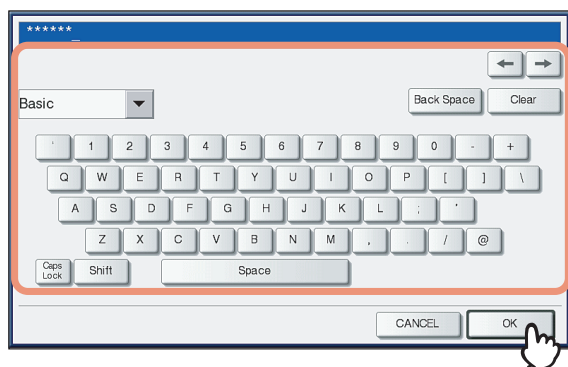 ******_
← →
Basic Back Space Clear
` 1 2 3 4 5 6 7 8 9 0 - +
Q W E R T Y U I O P [ ] \
A S D F G H J K L ; '
Z X C V B N M , . / @
Caps Lock Shift Space
CANCEL OK